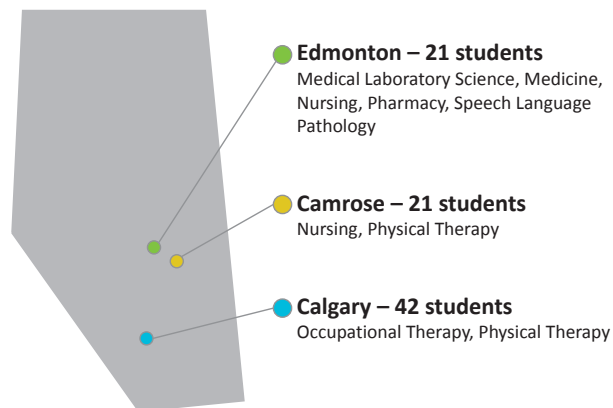 Edmonton – 21 students
Medical Laboratory Science, Medicine,
Nursing, Pharmacy, Speech Language
Pathology
Camrose – 21 students
Nursing, Physical Therapy
Calgary – 42 students
Occupational Therapy, Physical Therapy